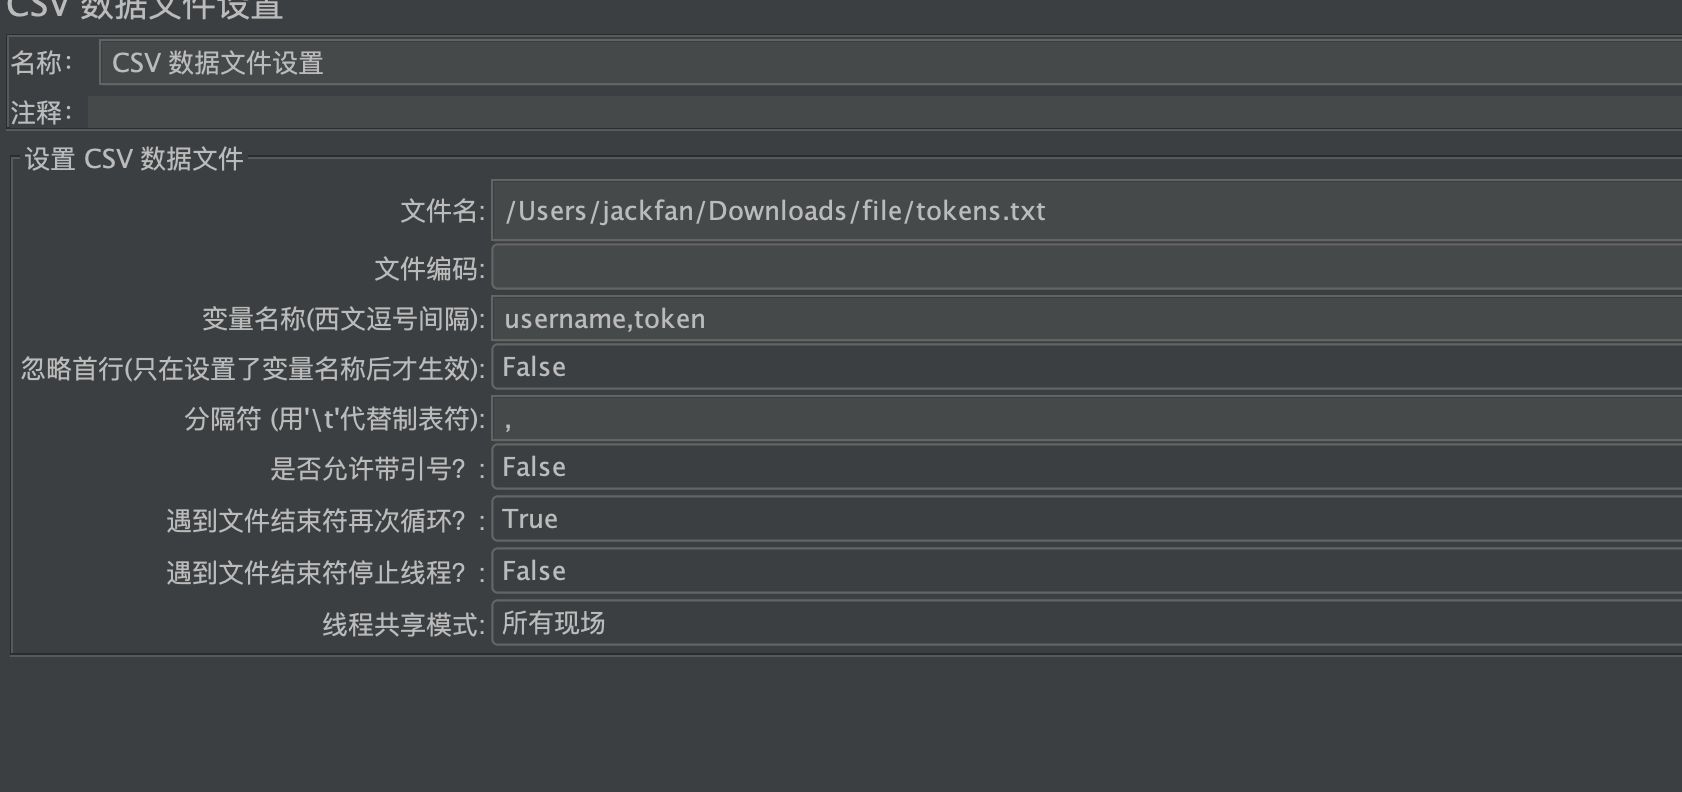 CSV 数据文件设置
名称： CSV 数据文件设置
注释：
设置 CSV 数据文件
文件名: /Users/jackfan/Downloads/file/tokens.txt
文件编码:
变量名称(西文逗号间隔): username,token
忽略首行(只在设置了变量名称后才生效): False
分隔符 (用'\t'代替制表符): ,
是否允许带引号？: False
遇到文件结束符再次循环？: True
遇到文件结束符停止线程？: False
线程共享模式: 所有现场